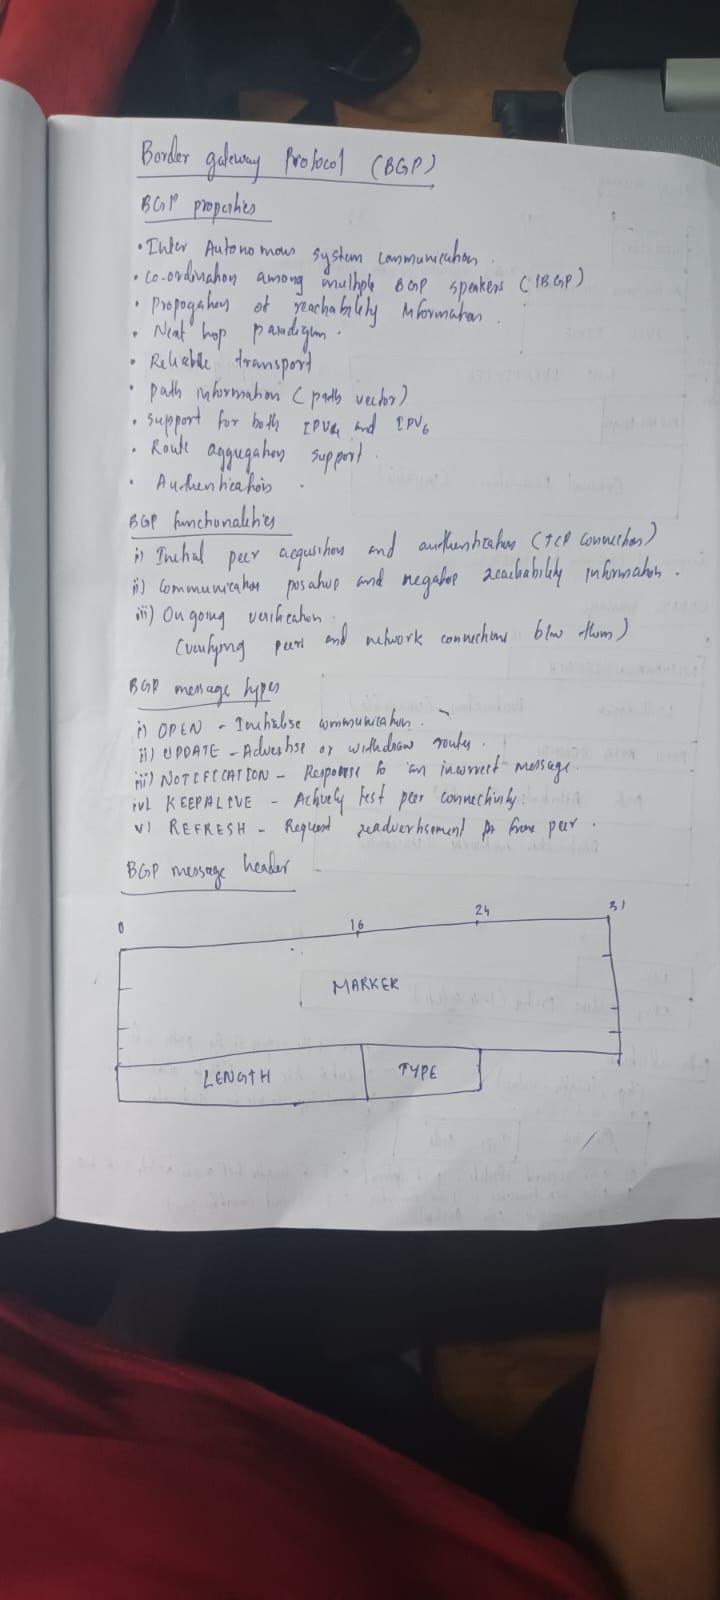 Border gateway Protocol (BGP)
BGP properties
• Inter Autonomous system communication.
• Co-ordination among multiple BGP speakers (IBGP)
• Propogation of reachability information.
• Next hop paradigm.
• Reliable transport
• path information (path vector)
• support for both IPV4 and IPV6
• Route aggregation support.
• Authentication.
BGP functionalities
i) Initial peer acquisition and authentication (TCP connection)
ii) Communication positive and negative reachability information.
iii) Ongoing verification.
(verifying peers and network connections b/w them)
BGP message types
i) OPEN - Initialise communication.
ii) UPDATE - Advertise or withdraw routes.
iii) NOTIFICATION - Response to an incorrect message.
iv) KEEPALIVE - Actively test peer connectivity.
v) REFRESH - Request readvertisement from peer.
BGP message header
0 16 24 31
MARKER
LENGTH TYPE